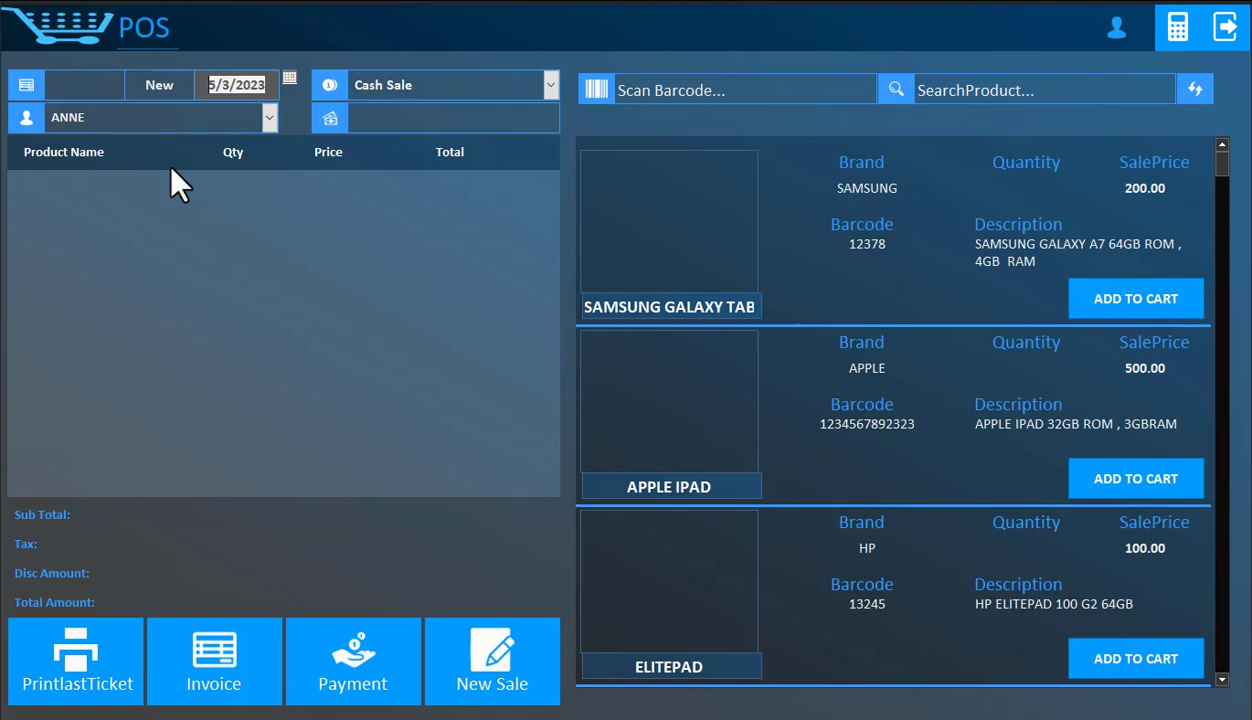 POS
New
5/3/2023
Cash Sale
ANNE
Scan Barcode...
SearchProduct...
Product Name Qty Price Total
Sub Total:
Tax:
Disc Amount:
Total Amount:
PrintlastTicket
Invoice
Payment
New Sale
Brand Quantity SalePrice
SAMSUNG 200.00
Barcode Description
12378 SAMSUNG GALAXY A7 64GB ROM ,
4GB RAM
ADD TO CART
SAMSUNG GALAXY TAB
Brand Quantity SalePrice
APPLE 500.00
Barcode Description
1234567892323 APPLE IPAD 32GB ROM , 3GBRAM
ADD TO CART
APPLE IPAD
Brand Quantity SalePrice
HP 100.00
Barcode Description
13245 HP ELITEPAD 100 G2 64GB
ADD TO CART
ELITEPAD